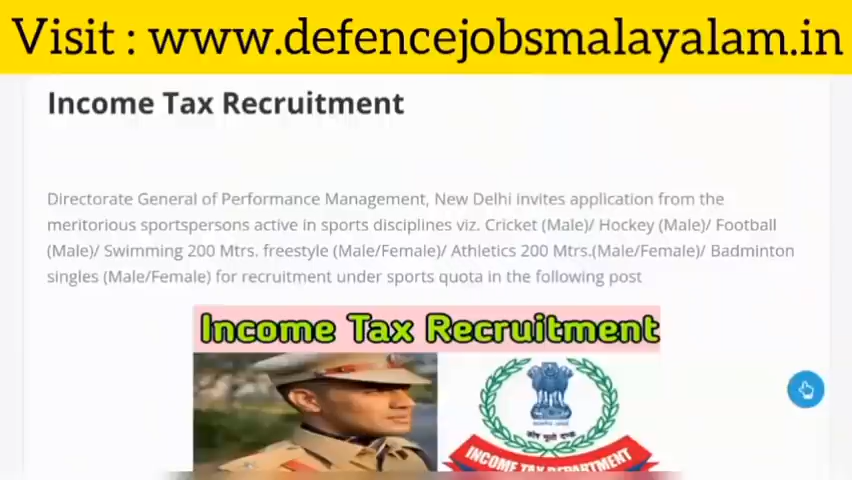 Visit : www.defencejobsmalayalam.in
Income Tax Recruitment
Directorate General of Performance Management, New Delhi invites application from the
meritorious sportspersons active in sports disciplines viz. Cricket (Male)/ Hockey (Male)/ Football
(Male)/ Swimming 200 Mtrs. freestyle (Male/Female)/ Athletics 200 Mtrs.(Male/Female)/ Badminton
singles (Male/Female) for recruitment under sports quota in the following post
Income Tax Recruitment
कोष मूलो दण्डः
INCOME TAX DEPARTMENT